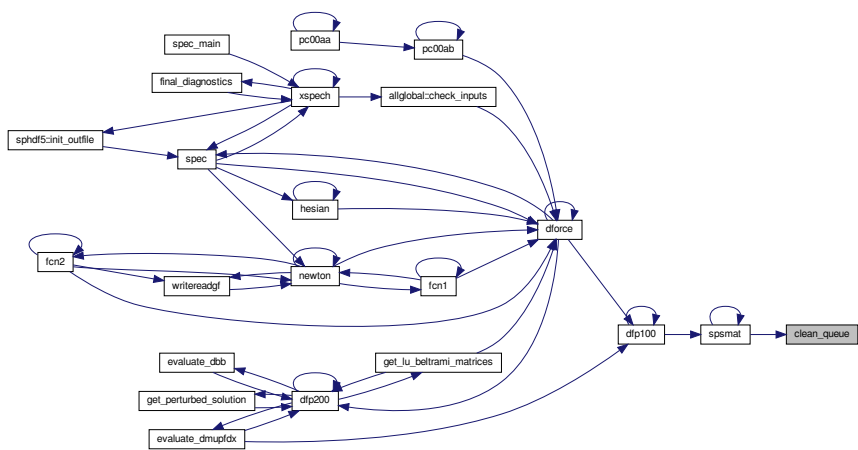 pc00aa
spec_main
pc00ab
final_diagnostics
xspech
allglobal::check_inputs
sphdf5::init_outfile
spec
hesian
dforce
fcn2
newton
writereadgf
fcn1
dfp100
spsmat
clean_queue
evaluate_dbb
get_lu_beltrami_matrices
get_perturbed_solution
dfp200
evaluate_dmupfdx